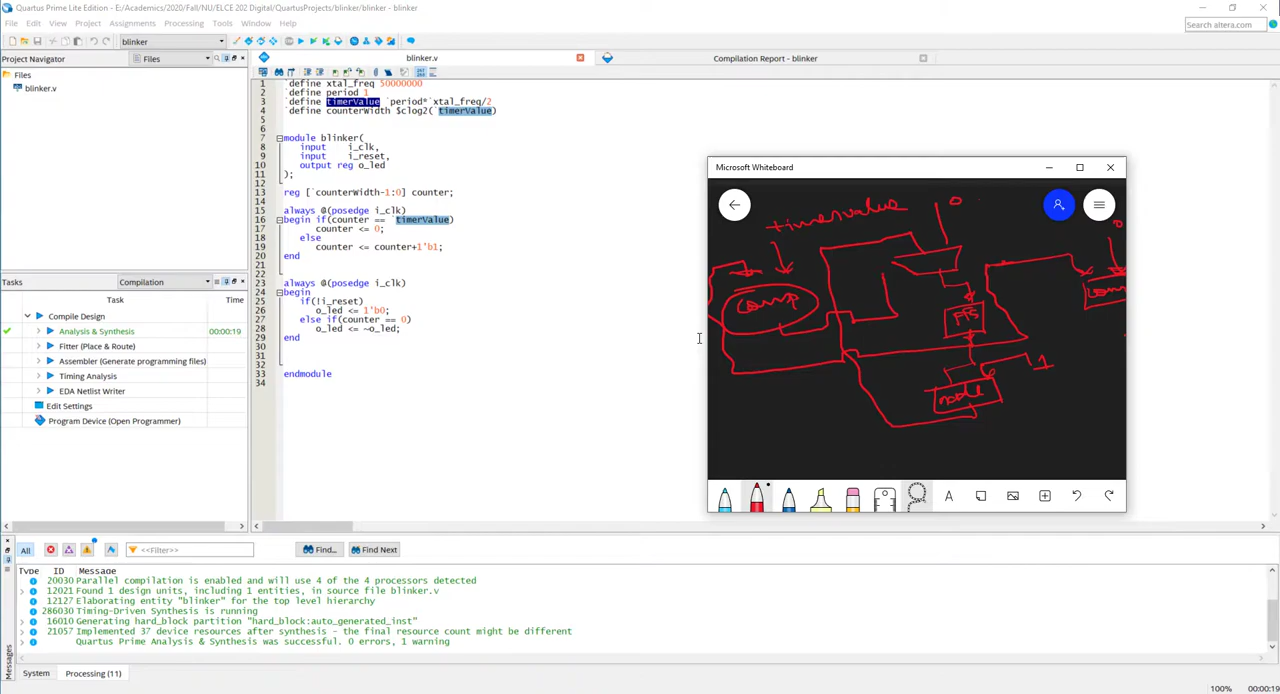 Quartus Prime Lite Edition - E:/Academics/2020/Fall/NU/ELCE 202 Digital/QuartusProjects/blinker/blinker - blinker
File Edit View Project Assignments Processing Tools Window Help
Search altera.com
blinker
Project Navigator Files
Files
blinker.v
blinker.v
Compilation Report - blinker
1 `define xtal_freq 50000000
2 `define period 1
3 `define timerValue `period*`xtal_freq/2
4 `define counterWidth $clog2(`timerValue)
5
6
7 module blinker(
8 input i_clk,
9 input i_reset,
10 output reg o_led
11 );
12
13 reg [`counterWidth-1:0] counter;
14
15 always @(posedge i_clk)
16 begin if(counter == `timerValue)
17 counter <= 0;
18 else
19 counter <= counter+1'b1;
20 end
21
22
23 always @(posedge i_clk)
24 begin
25 if(!i_reset)
26 o_led <= 1'b0;
27 else if(counter == 0)
28 o_led <= ~o_led;
29 end
30
31
32
33 endmodule
34
Tasks Compilation
Task Time
Compile Design
Analysis & Synthesis 00:00:19
Fitter (Place & Route)
Assembler (Generate programming files)
Timing Analysis
EDA Netlist Writer
Edit Settings
Program Device (Open Programmer)
Microsoft Whiteboard
timervalue
0
0
comp
1
All
<<Filter>>
Find...
Find Next
Type ID Message
20030 Parallel compilation is enabled and will use 4 of the 4 processors detected
12021 Found 1 design units, including 1 entities, in source file blinker.v
12127 Elaborating entity "blinker" for the top level hierarchy
286030 Timing-Driven Synthesis is running
16010 Generating hard_block partition "hard_block:auto_generated_inst"
21057 Implemented 37 device resources after synthesis - the final resource count might be different
Quartus Prime Analysis & Synthesis was successful. 0 errors, 1 warning
Messages
System
Processing (11)
100% 00:00:19